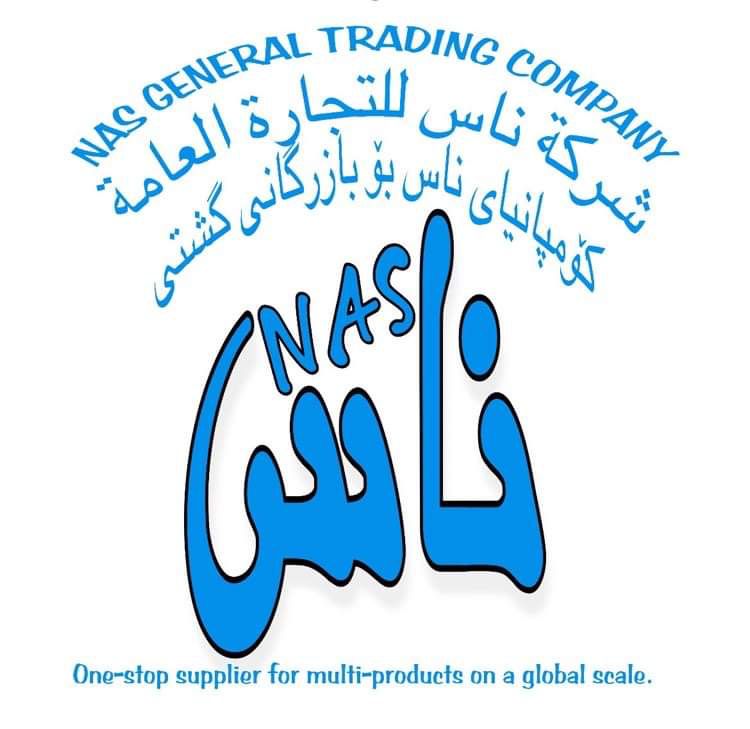 NAS GENERAL TRADING COMPANY
شركة ناس للتجارة العامة
كۆمپانیای ناس بۆ بازرگانی گشتی
NAS
ناس
One-stop supplier for multi-products on a global scale.